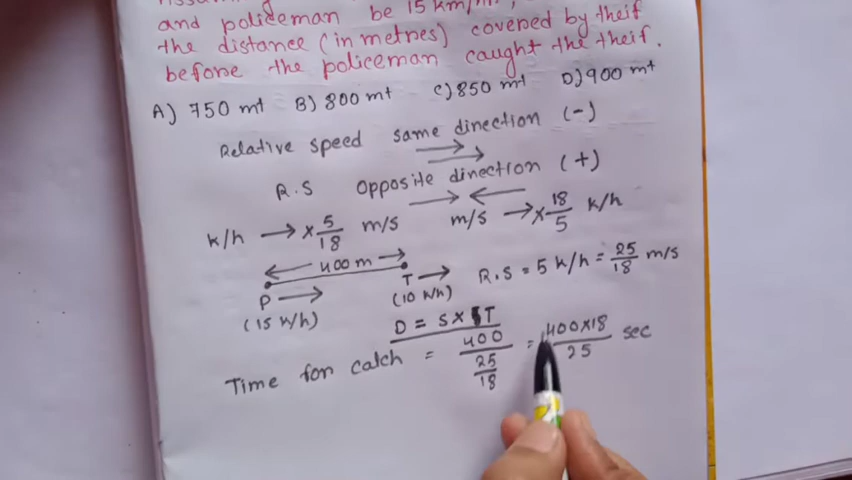 and policeman be 15 km/h,
the distance (in metres) covered by theif
before the policeman caught the theif.
A) 750 mt B) 800 mt C) 850 mt D) 900 mt
Relative speed same direction (-)
R.S opposite direction (+)
k/h → × 5/18 m/s m/s → × 18/5 k/h
400 m
P → T → R.S = 5 k/h = 25/18 m/s
(15 k/h) (10 k/h)
D = S × T
Time for catch = 400/(25/18) = 400×18/25 sec